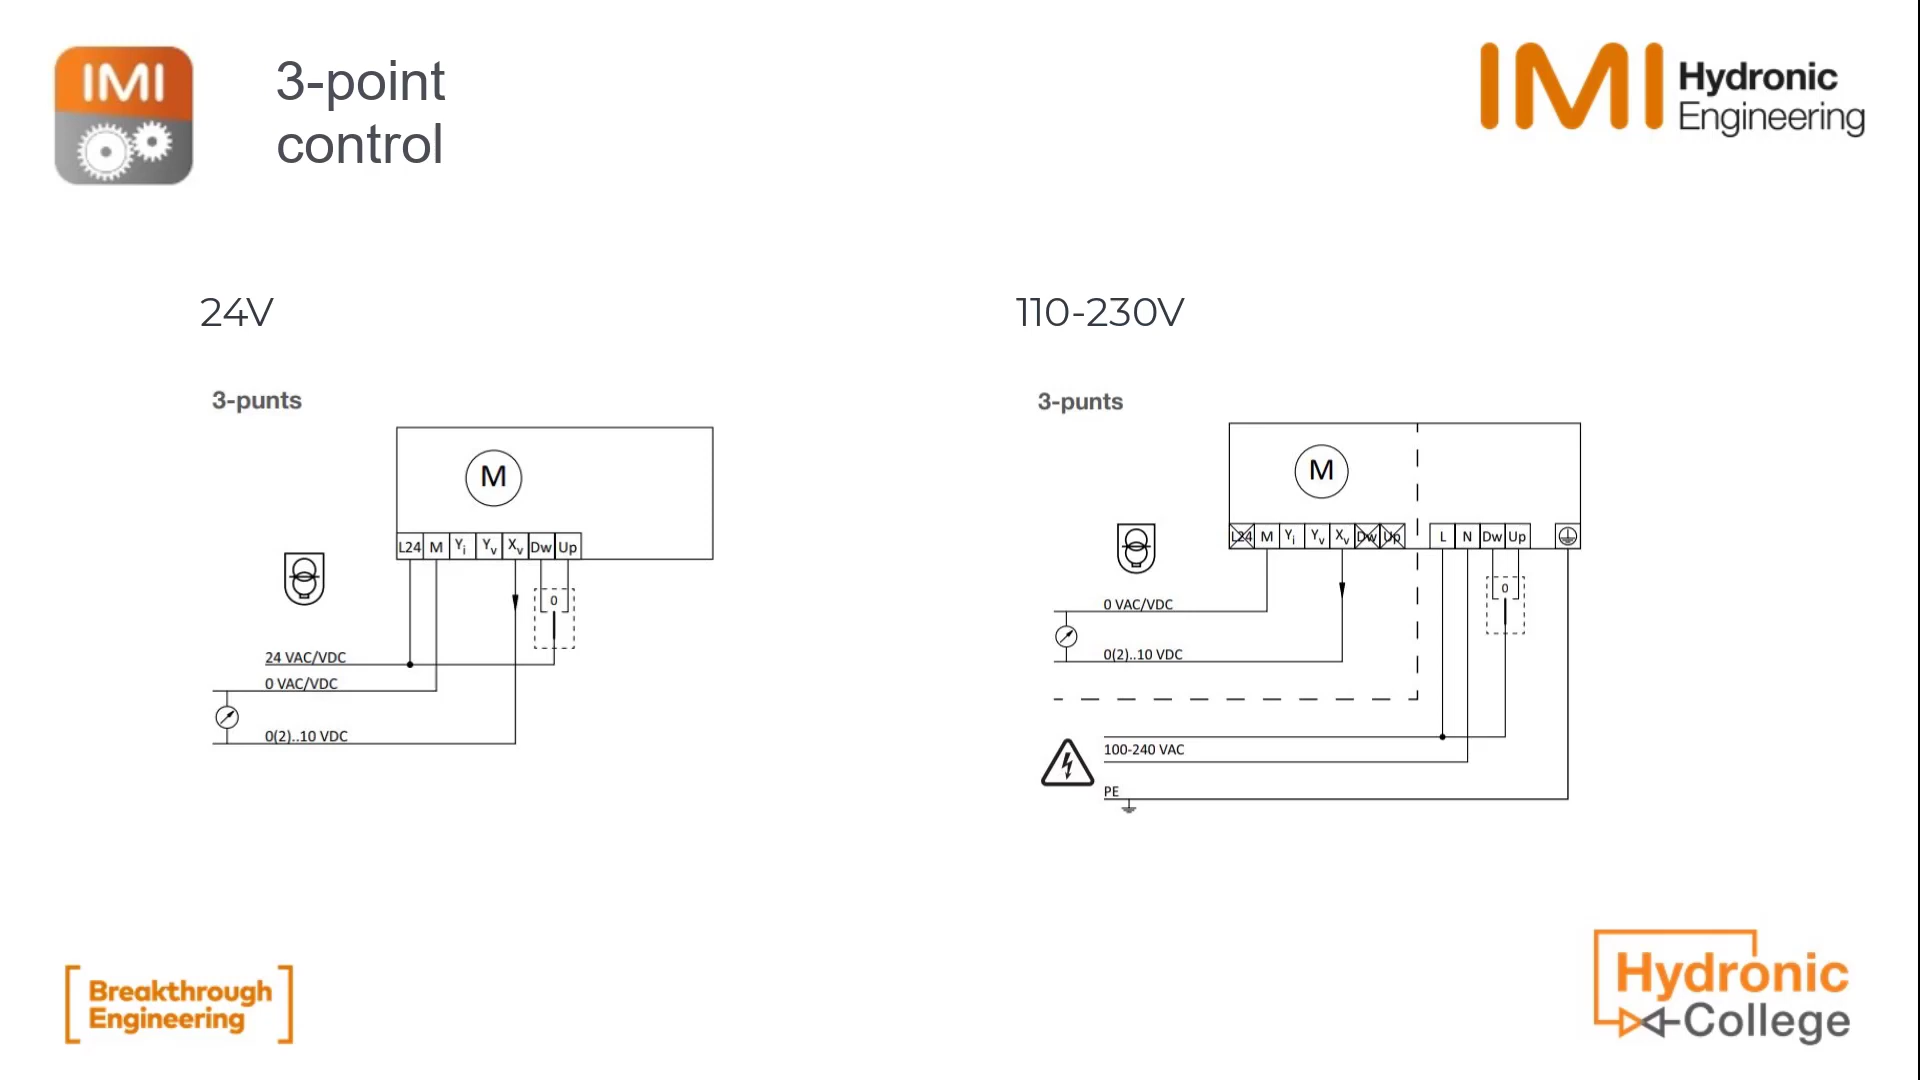 IMI
3-point
control
IMI Hydronic
Engineering
24V
3-punts
M
L24 M Yi Yv Xv Dw Up
0
24 VAC/VDC
0 VAC/VDC
0(2)..10 VDC
110-230V
3-punts
M
L24 M Yi Yv Xv Dw Up L N Dw Up
0
0 VAC/VDC
0(2)..10 VDC
100-240 VAC
PE
Breakthrough
Engineering
Hydronic
College